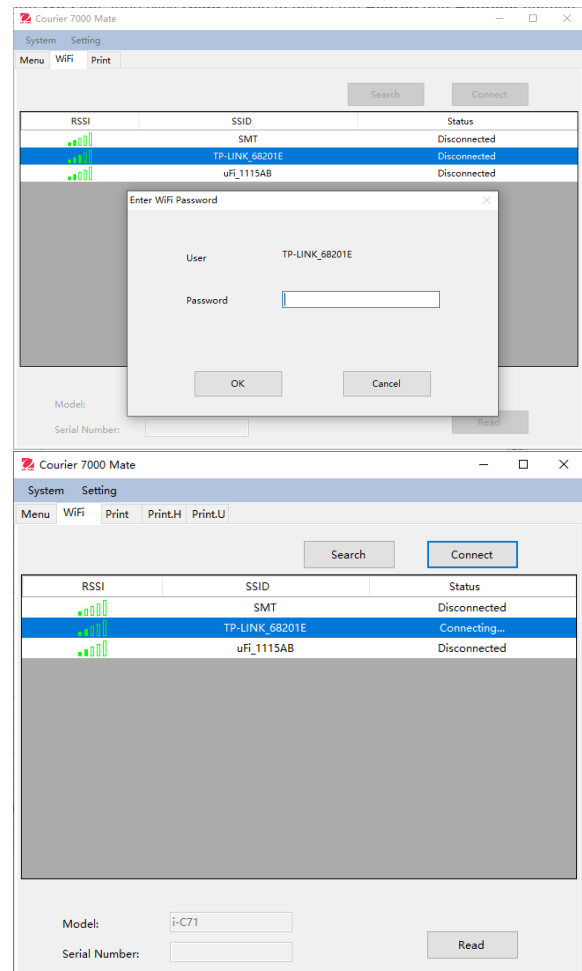 Courier 7000 Mate
System Setting
Menu WiFi Print
Search Connect
RSSI SSID Status
SMT Disconnected
TP-LINK_68201E Disconnected
uFi_1115AB Disconnected
Enter WiFi Password
User TP-LINK_68201E
Password
OK Cancel
Model:
Read
Serial Number:
Courier 7000 Mate
System Setting
Menu WiFi Print Print.H Print.U
Search Connect
RSSI SSID Status
SMT Disconnected
TP-LINK_68201E Connecting...
uFi_1115AB Disconnected
Model: i-C71
Serial Number: Read